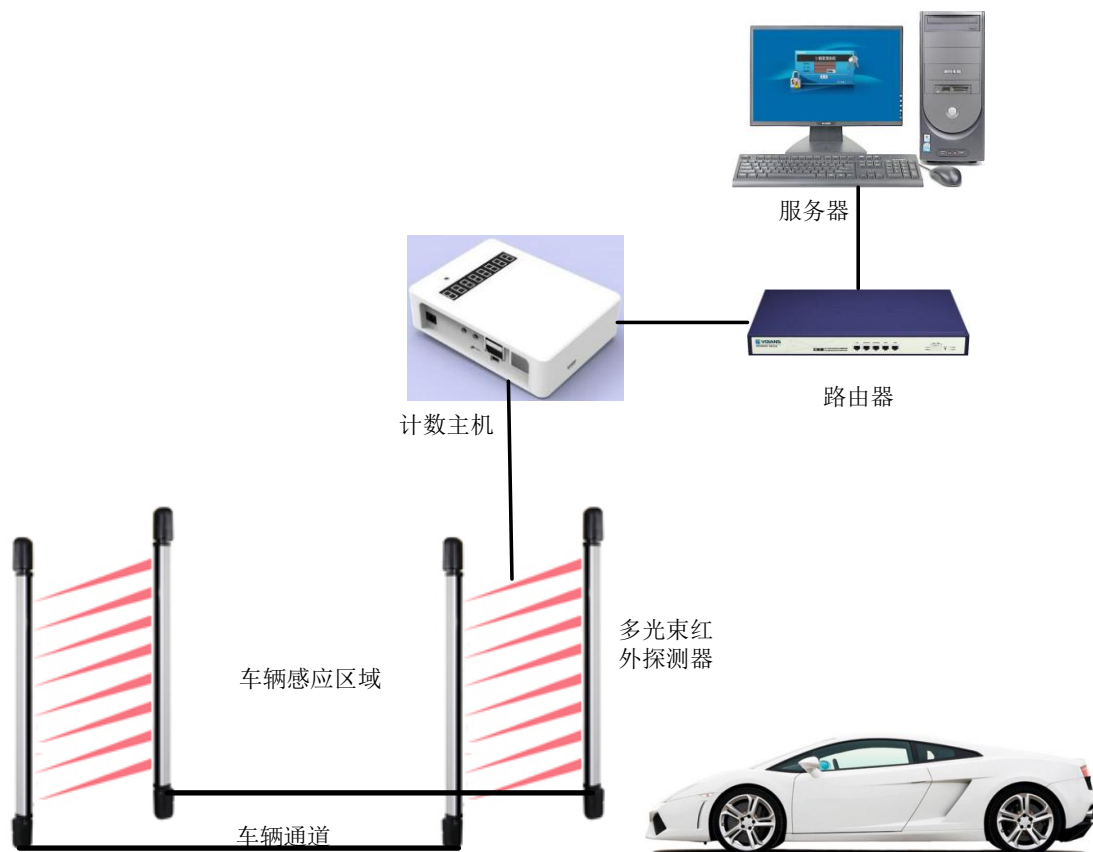 服务器
路由器
计数主机
多光束红
外探测器
车辆感应区域
车辆通道